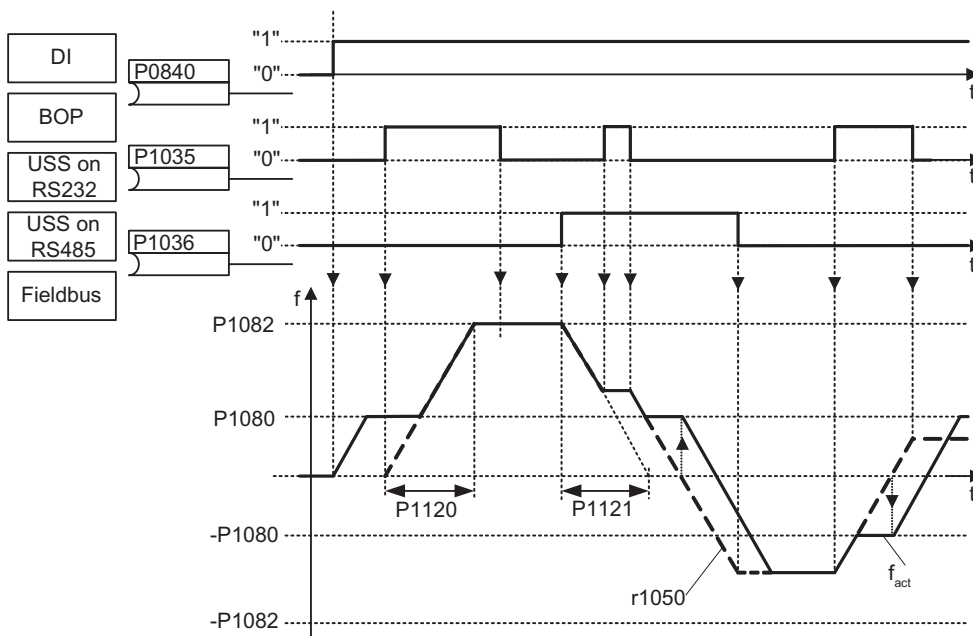 DI
BOP
USS on
RS232
USS on
RS485
Fieldbus
P0840
"1"
"0"
t
P1035
"1"
"0"
t
P1036
"1"
"0"
t
f
P1082
P1080
t
P1120
P1121
-P1080
r1050
fact
-P1082